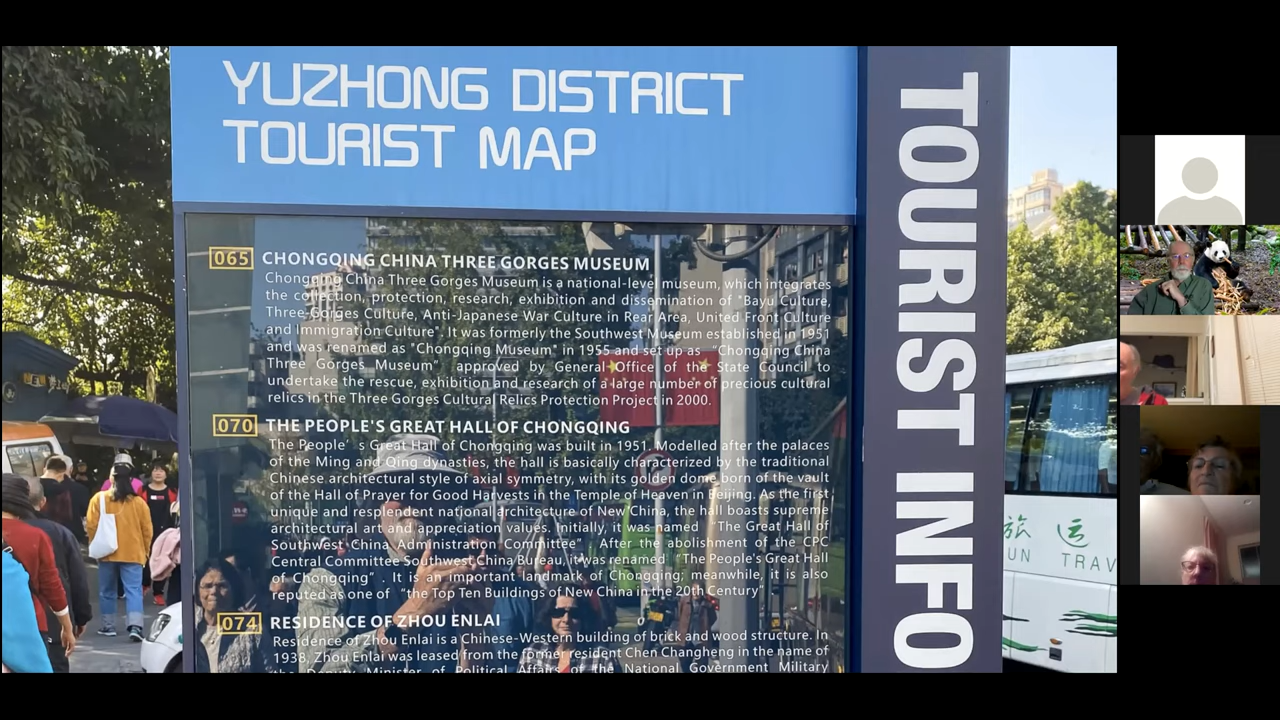 YUZHONG DISTRICT
TOURIST MAP
TOURIST INFO
065 CHONGQING CHINA THREE GORGES MUSEUM
Chongqing China Three Gorges Museum is a national-level museum, which integrates
the collection, protection, research, exhibition and dissemination of "Bayu Culture,
Three Gorges Culture, Anti-Japanese War Culture in Rear Area, United Front Culture
and Immigration Culture". It was formerly the Southwest Museum established in 1951
and was renamed as "Chongqing Museum" in 1955 and set up as "Chongqing China
Three Gorges Museum" approved by General Office of the State Council to
undertake the rescue, exhibition and research of a large number of precious cultural
relics in the Three Gorges Cultural Relics Protection Project in 2000.
070 THE PEOPLE'S GREAT HALL OF CHONGQING
The People's Great Hall of Chongqing was built in 1951. Modelled after the palaces
of the Ming and Qing dynasties, the hall is basically characterized by the traditional
Chinese architectural style of axial symmetry, with its golden dome born of the vault
of the Hall of Prayer for Good Harvests in the Temple of Heaven in Beijing. As the first
unique and resplendent national architecture of New China, the hall boasts supreme
architectural art and appreciation values. Initially, it was named "The Great Hall of
Southwest China Administration Committee". After the abolishment of the CPC
Central Committee Southwest China Bureau, it was renamed "The People's Great Hall
of Chongqing". It is an important landmark of Chongqing; meanwhile, it is also
reputed as one of "the Top Ten Buildings of New China in the 20th Century".
074 RESIDENCE OF ZHOU ENLAI
Residence of Zhou Enlai is a Chinese-Western building of brick and wood structure. In
1938, Zhou Enlai was leased from the former resident Chen Changheng in the name of
the Deputy Minister of Political Affairs of the National Government Military
旅 运
UN TRAV